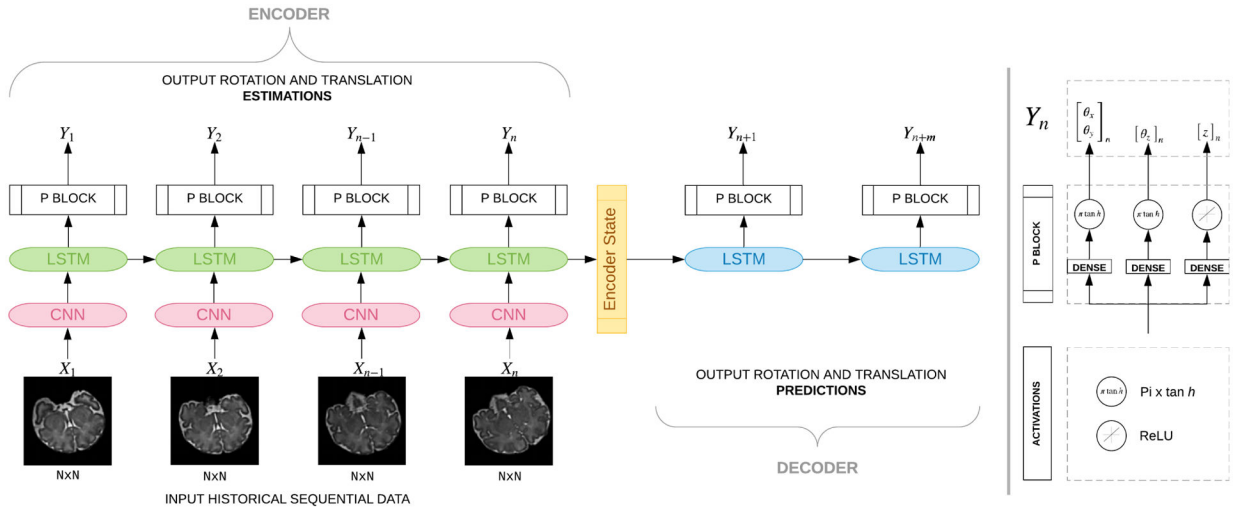 ENCODER
OUTPUT ROTATION AND TRANSLATION
ESTIMATIONS
Y₁ Y₂ Yₙ₋₁ Yₙ Yₙ₊₁ Yₙ₊ₘ
P BLOCK P BLOCK P BLOCK P BLOCK P BLOCK P BLOCK
LSTM LSTM LSTM LSTM LSTM LSTM
Encoder State
CNN CNN CNN CNN
X₁ X₂ Xₙ₋₁ Xₙ
NxN NxN NxN NxN
INPUT HISTORICAL SEQUENTIAL DATA
OUTPUT ROTATION AND TRANSLATION
PREDICTIONS
DECODER
Yₙ
[θₓ θᵧ]ₙ [θ_z]ₙ [z]ₙ
P BLOCK
π tan h π tan h
DENSE DENSE DENSE
ACTIVATIONS
π tan h Pi x tan h
ReLU